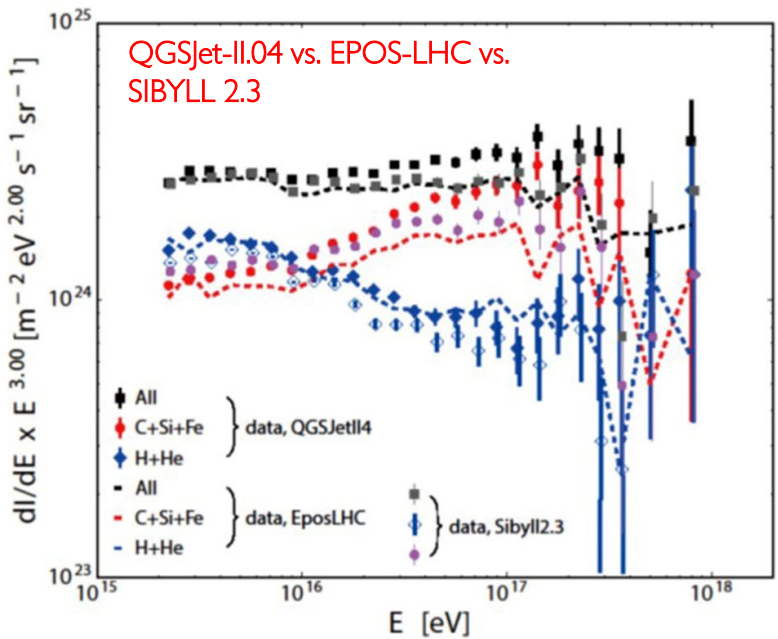 10^25
QGSJet-II.04 vs. EPOS-LHC vs.
SIBYLL 2.3
dI/dE x E^3.00 [m^-2 eV^2.00 s^-1 sr^-1]
10^24
All
C+Si+Fe
data, QGSJetII4
H+He
All
C+Si+Fe
data, EposLHC
H+He
data, Sibyll2.3
10^23
10^15
10^16
10^17
10^18
E [eV]